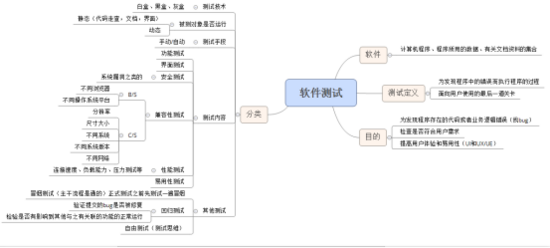 软件测试
软件
计算机程序、程序所用的数据、有关文档资料的集合
测试定义
为发现程序中的错误而执行程序的过程
面向用户使用的最后一道关卡
目的
为发现程序存在的代码或者业务逻辑错误（找bug）
检查是否符合用户需求
提高用户体验和易用性（UI和UX/UE）
分类
测试技术
白盒、黑盒、灰盒
被测对象是否运行
静态（代码走查，文档，界面）
动态
测试手段
手动/自动
测试内容
功能测试
界面测试
安全测试
系统漏洞之类的
兼容性测试
B/S
不同浏览器
不同操作系统平台
C/S
分辨率
尺寸大小
不同系统
不同系统版本
不同网络
性能测试
连接速度、负载能力、压力测试等
易用性测试
其他测试
冒烟测试（主干流程是通的）正式测试之前先测试一遍冒烟
回归测试
验证提交的bug是否被修复
检验是否有影响到其他与之有关联的功能的正常运行
自由测试（测试思维）